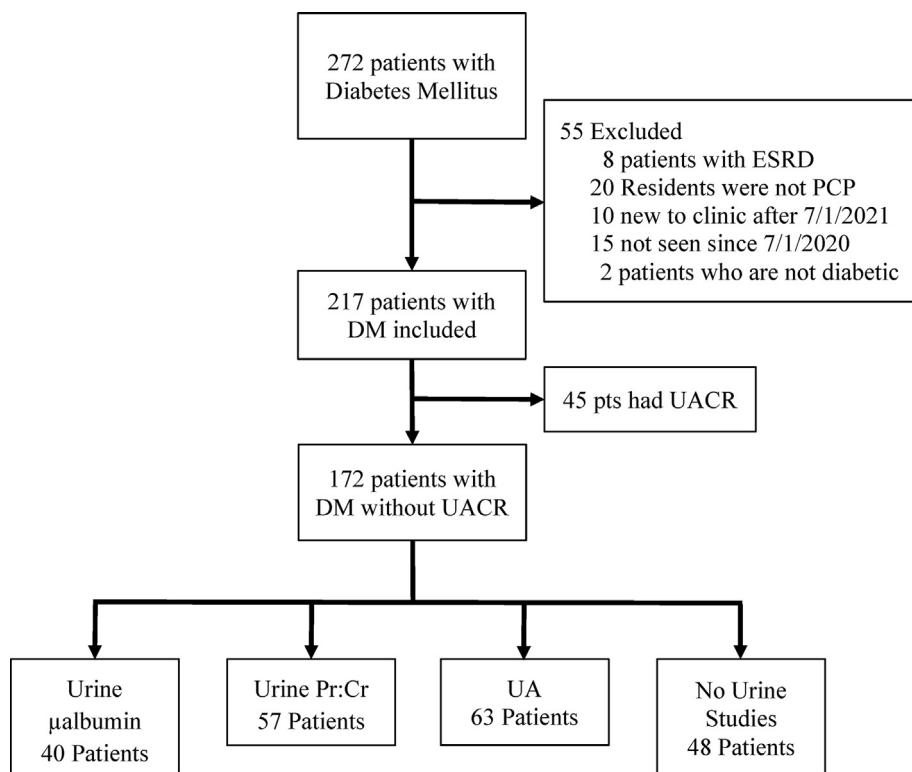 272 patients with
Diabetes Mellitus
55 Excluded
8 patients with ESRD
20 Residents were not PCP
10 new to clinic after 7/1/2021
15 not seen since 7/1/2020
2 patients who are not diabetic
217 patients with
DM included
45 pts had UACR
172 patients with
DM without UACR
Urine
µalbumin
40 Patients
Urine Pr:Cr
57 Patients
UA
63 Patients
No Urine
Studies
48 Patients